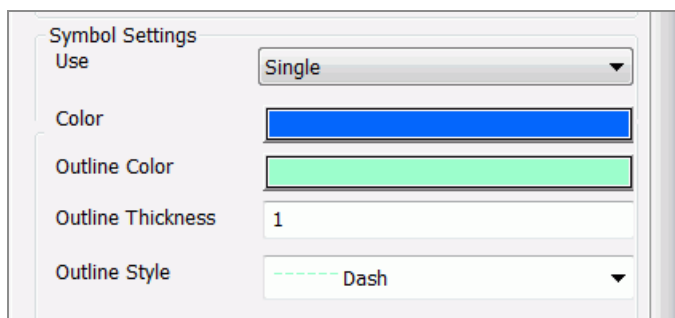 Symbol Settings
Use Single
Color
Outline Color
Outline Thickness 1
Outline Style Dash